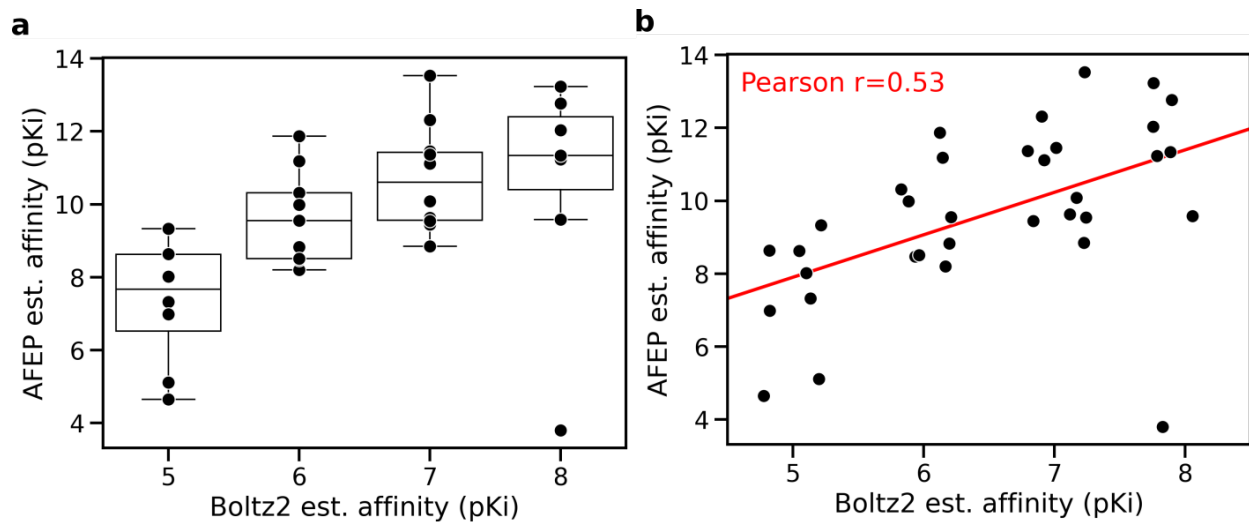 a
14
12
10
8
6
4
AFEP est. affinity (pKi)
5 6 7 8
Boltz2 est. affinity (pKi)
b
Pearson r=0.53
14
12
10
8
6
4
AFEP est. affinity (pKi)
5 6 7 8
Boltz2 est. affinity (pKi)